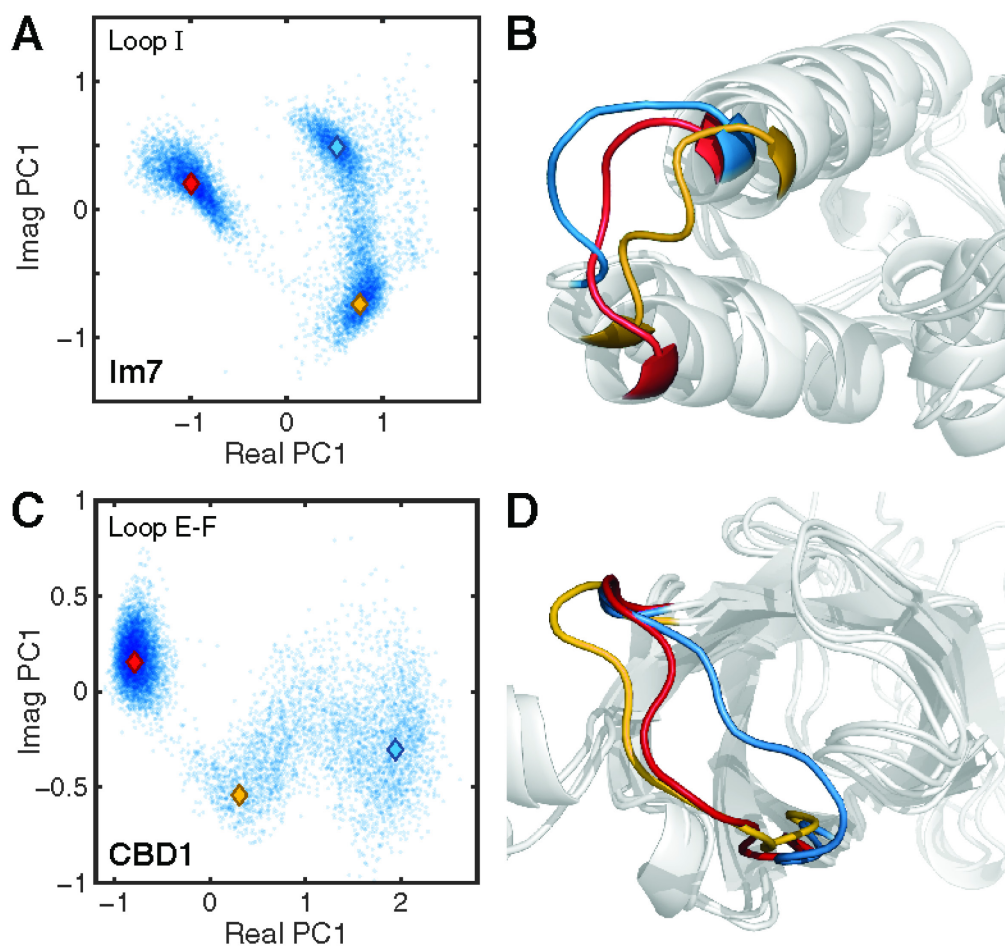 A
Loop I
1
0
−1
Imag PC1
Im7
−1
0
1
Real PC1
B
C
1
Loop E-F
0.5
0
−0.5
−1
Imag PC1
CBD1
−1
0
1
2
Real PC1
D